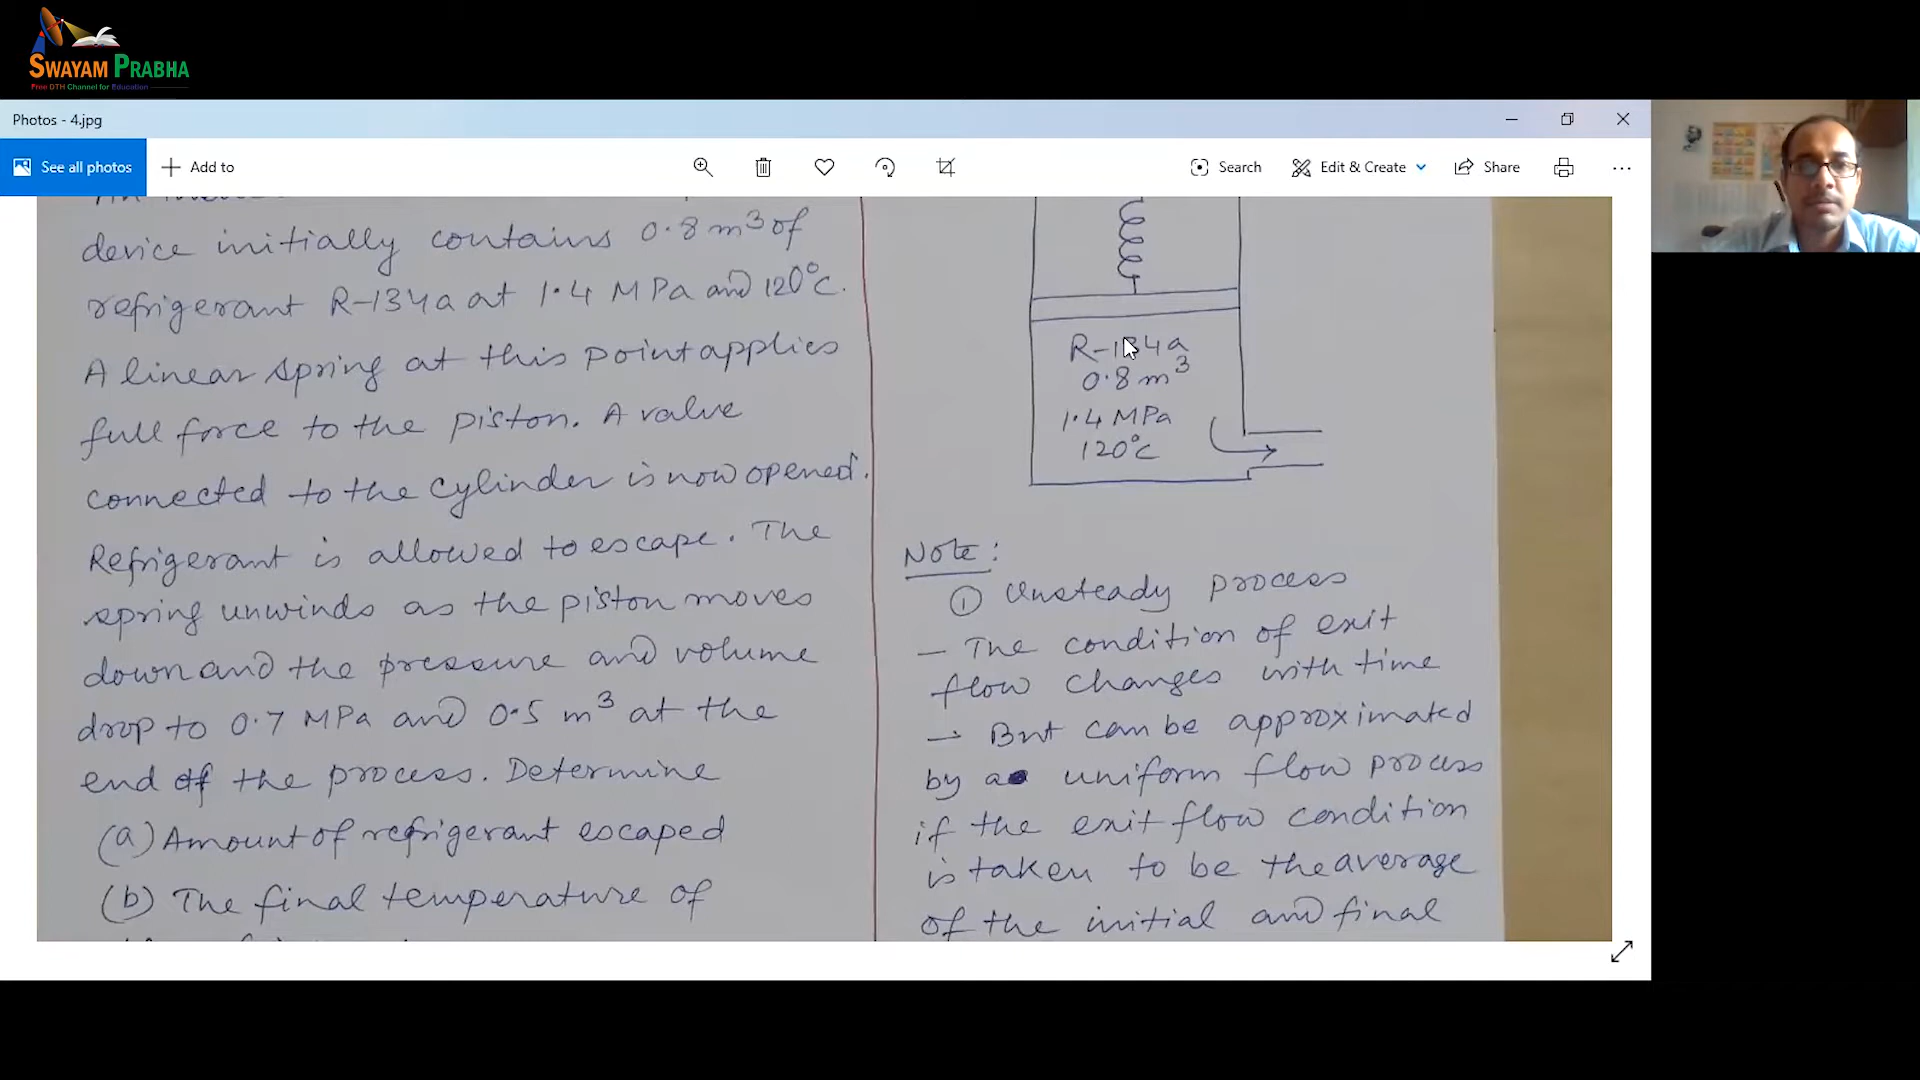 SWAYAM PRABHA
Free DTH Channel for Education
Photos - 4.jpg
See all photos
Add to
Search
Edit & Create
Share
device initially contains 0.8 m³ of
refrigerant R-134a at 1.4 MPa and 120°C.
A linear spring at this point applies
full force to the piston. A valve
connected to the cylinder is now opened.
Refrigerant is allowed to escape. The
spring unwinds as the piston moves
down and the pressure and volume
drop to 0.7 MPa and 0.5 m³ at the
end of the process. Determine
(a) Amount of refrigerant escaped
(b) The final temperature of
R-134a
0.8 m³
1.4 MPa
120°C
Note:
① Unsteady process
- The condition of exit
flow changes with time
- But can be approximated
by a uniform flow process
if the exit flow condition
is taken to be the average
of the initial and final